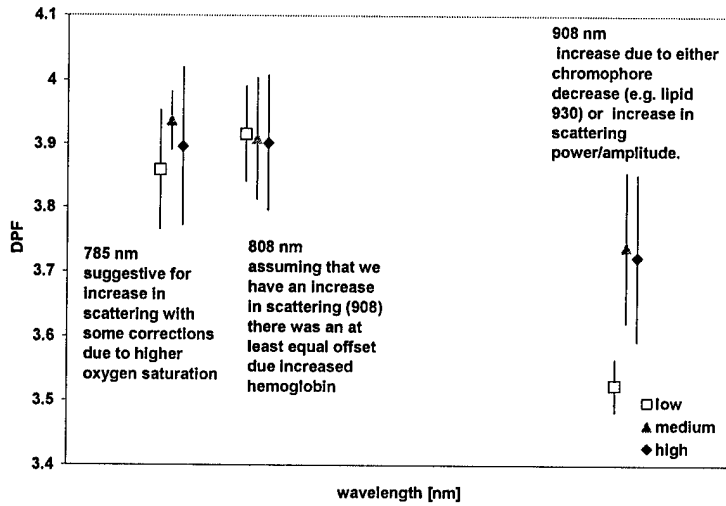 4.1
4
3.9
3.8
3.7
3.6
3.5
3.4
DPF
785 nm
suggestive for
increase in
scattering with
some corrections
due to higher
oxygen saturation
808 nm
assuming that we
have an increase
in scattering (908)
there was an at
least equal offset
due increased
hemoglobin
908 nm
increase due to either
chromophore
decrease (e.g. lipid
930) or increase in
scattering
power/amplitude.
low
medium
high
wavelength [nm]